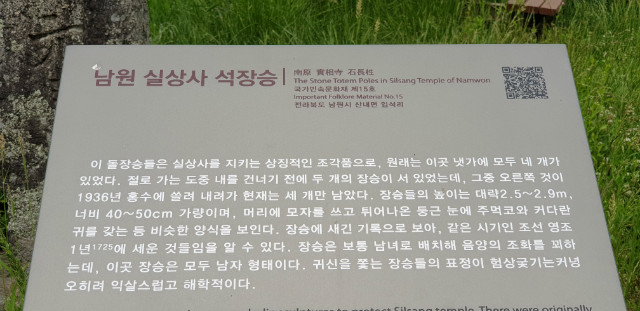 남원 실상사 석장승
南原 實相寺 石長栍
The Stone Totem Poles in Silsang Temple of Namwon
국가민속문화재 제15호
Important Folklore Material No.15
전라북도 남원시 산내면 입석리
이 돌장승들은 실상사를 지키는 상징적인 조각품으로, 원래는 이곳 냇가에 모두 네 개가
있었다. 절로 가는 도중 내를 건너기 전에 두 개의 장승이 서 있었는데, 그중 오른쪽 것이
1936년 홍수에 쓸려 내려가 현재는 세 개만 남았다. 장승들의 높이는 대략2.5~2.9m,
너비 40~50cm 가량이며, 머리에 모자를 쓰고 튀어나온 둥근 눈에 주먹코와 커다란
귀를 갖는 등 비슷한 양식을 보인다. 장승에 새긴 기록으로 보아, 같은 시기인 조선 영조
1년1725에 세운 것들임을 알 수 있다. 장승은 보통 남녀로 배치해 음양의 조화를 꾀하
는데, 이곳 장승은 모두 남자 형태이다. 귀신을 쫓는 장승들의 표정이 험상궂기는커녕
오히려 익살스럽고 해학적이다.
sculptures to protect Silsang temple. There were originally